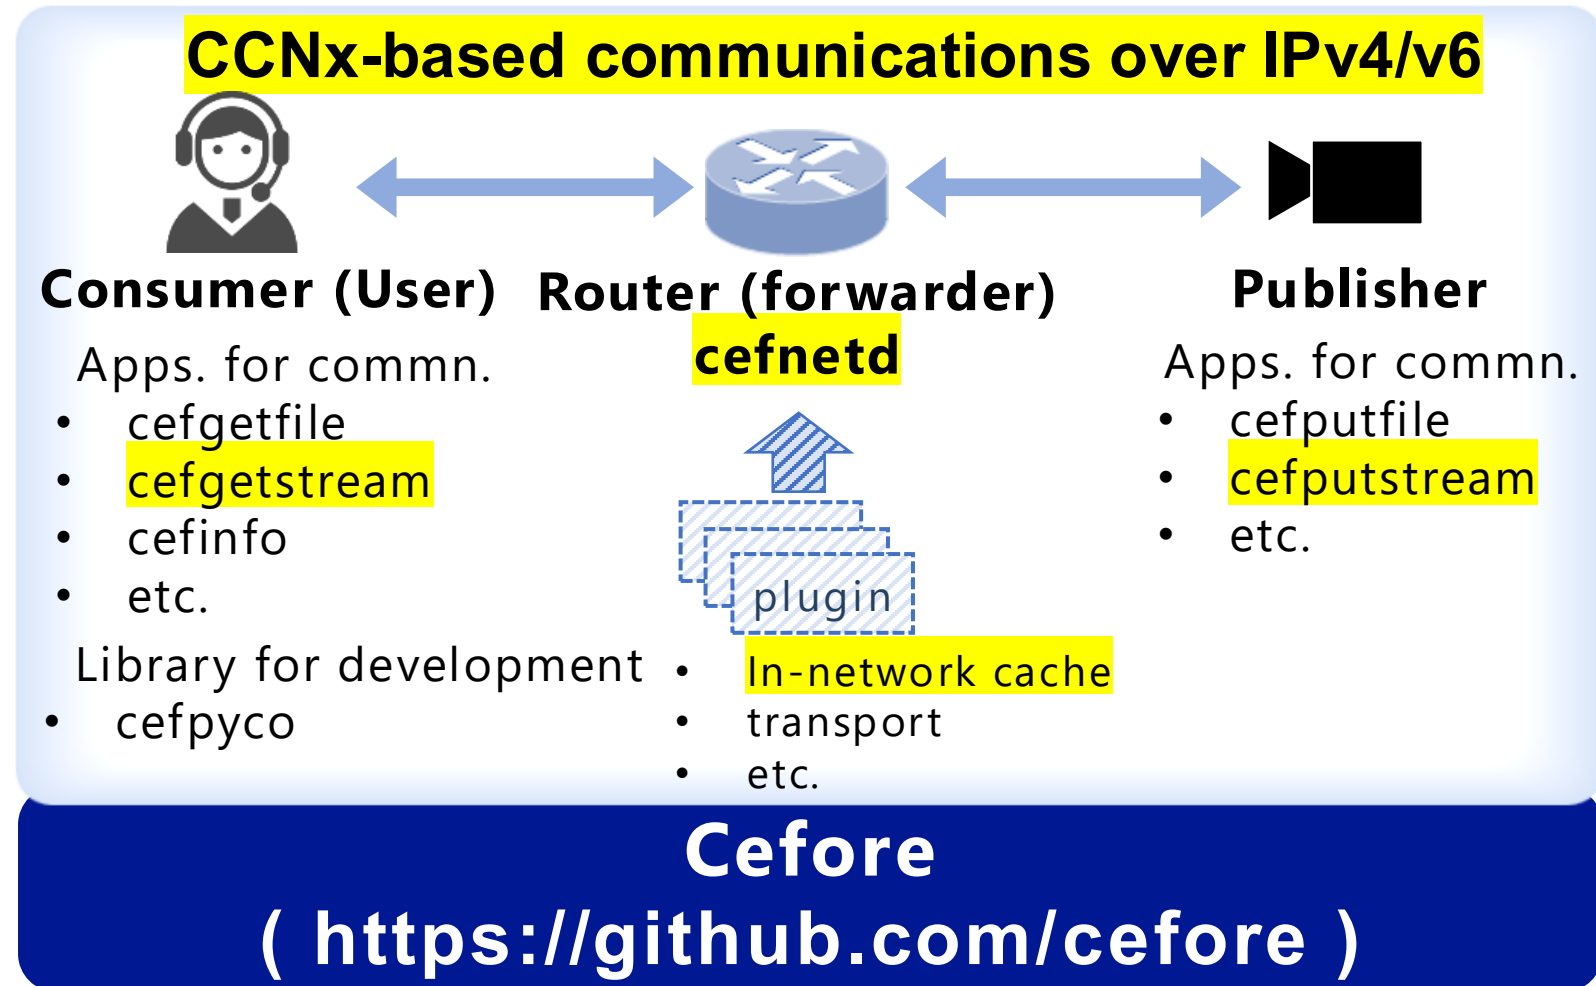 CCNx-based communications over IPv4/v6
Consumer (User)
Apps. for commn.
• cefgetfile
• cefgetstream
• cefinfo
• etc.
Library for development
• cefpyco
Router (forwarder)
cefnetd
plugin
• In-network cache
• transport
• etc.
Publisher
Apps. for commn.
• cefputfile
• cefputstream
• etc.
Cefore
( https://github.com/cefore )